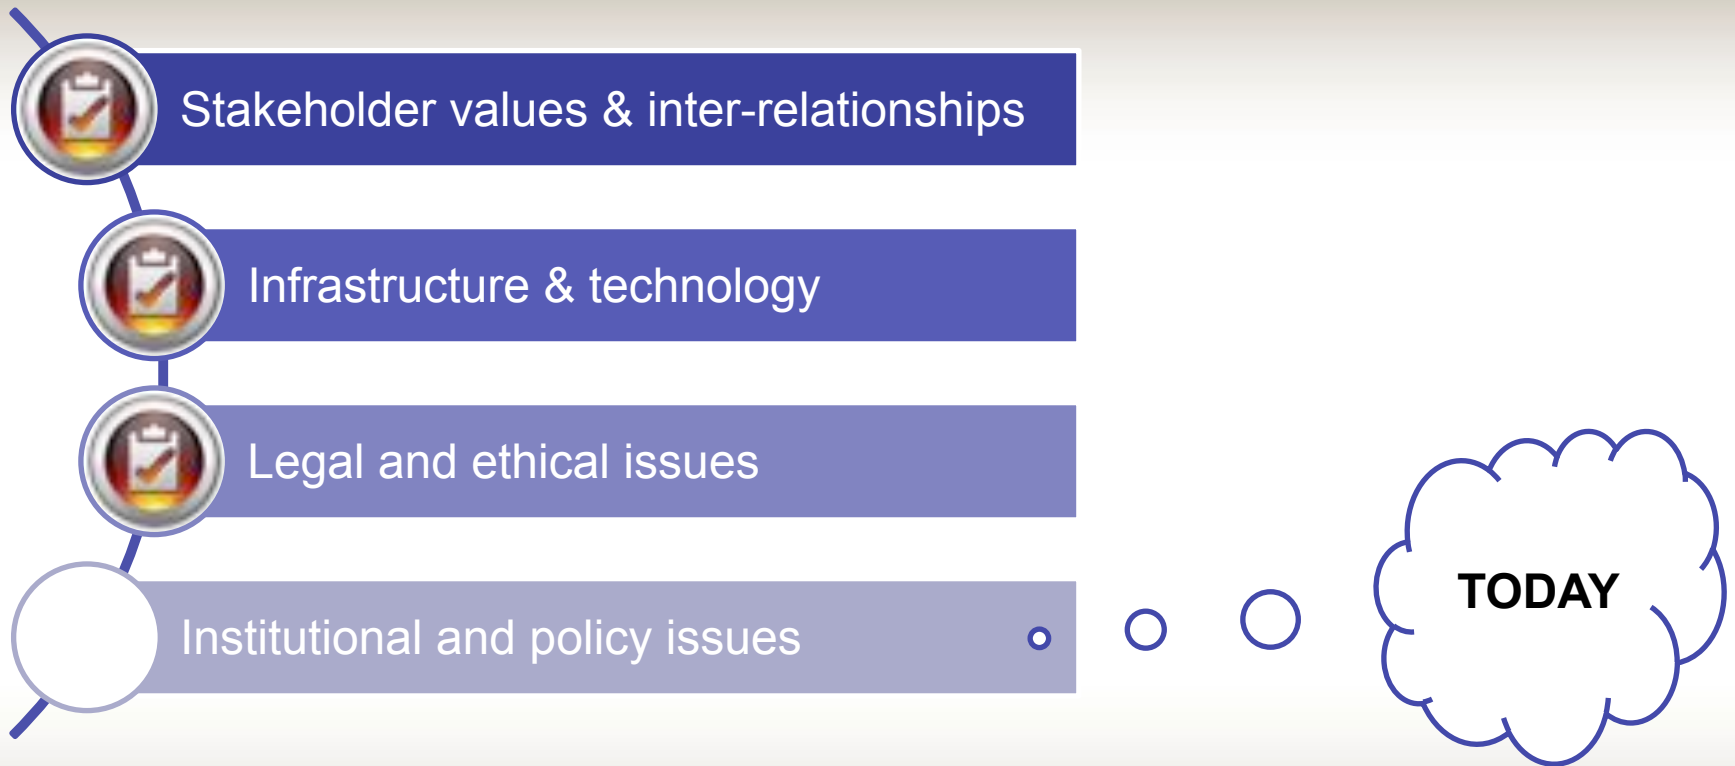 Stakeholder values & inter-relationships
Infrastructure & technology
Legal and ethical issues
Institutional and policy issues
TODAY